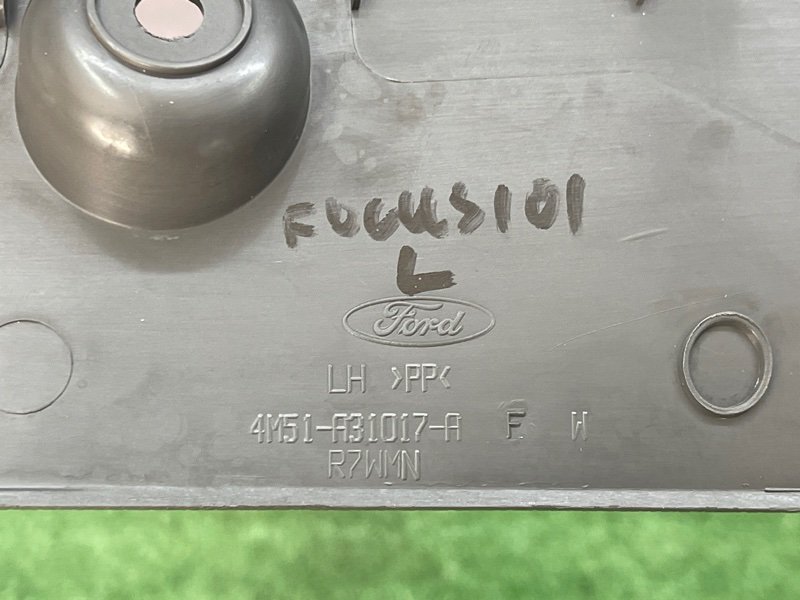 FOCUS101
L
Ford
LH >PP<
4M51-A31017-A F W
R7WMN